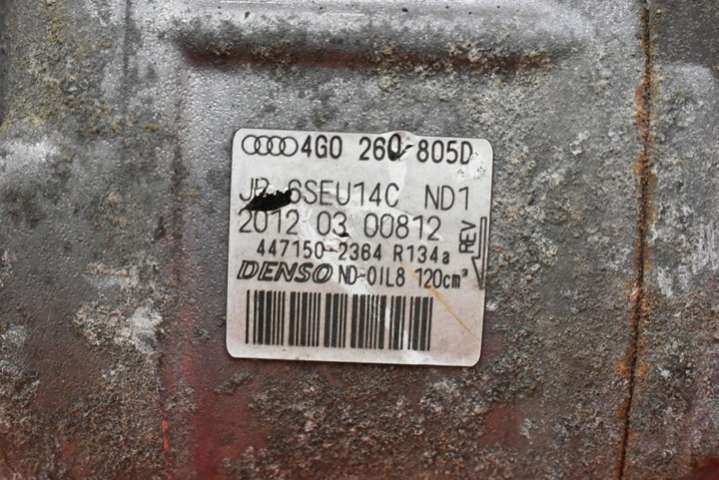 4G0 260 805D
6SEU14C ND1
2012 03 00812
447150-2364 R134a
REV
DENSO ND-OIL8 120cm³